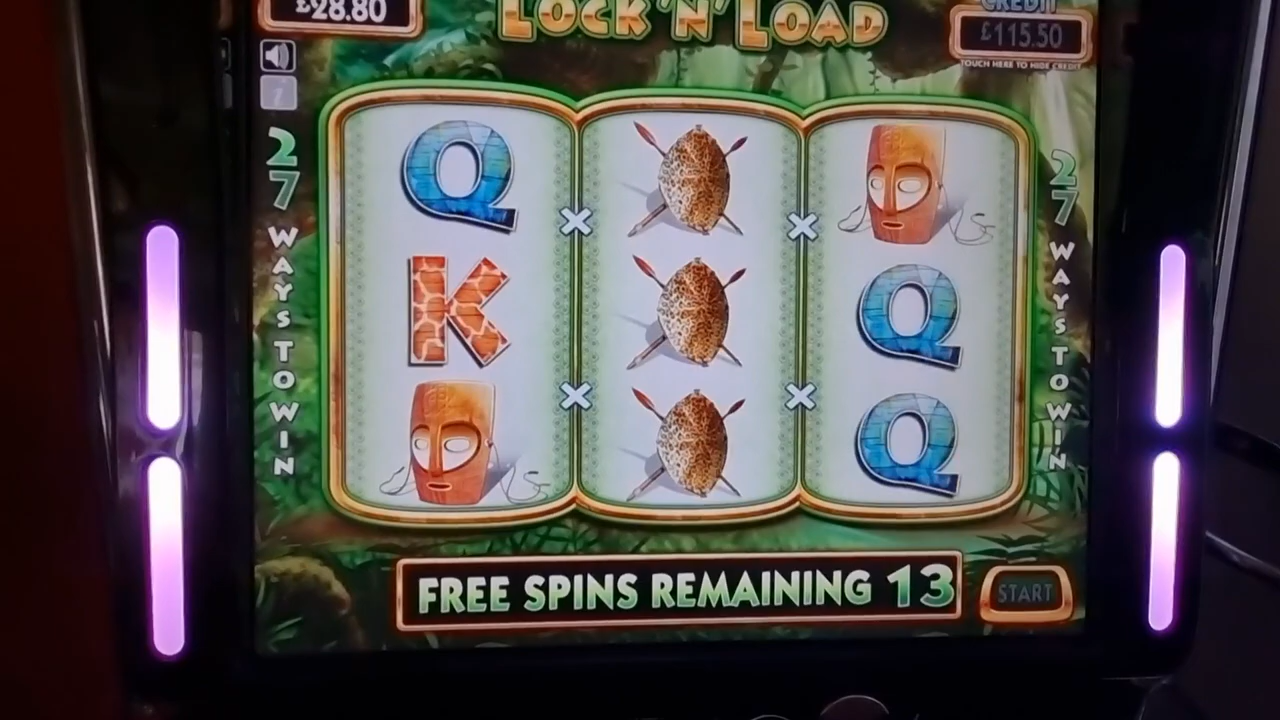 £28.80
LOCK 'N' LOAD
CREDIT
£115.50
TOUCH HERE TO HIDE CREDIT
27 WAYS TO WIN
Q
K
Q
Q
27 WAYS TO WIN
FREE SPINS REMAINING 13
START